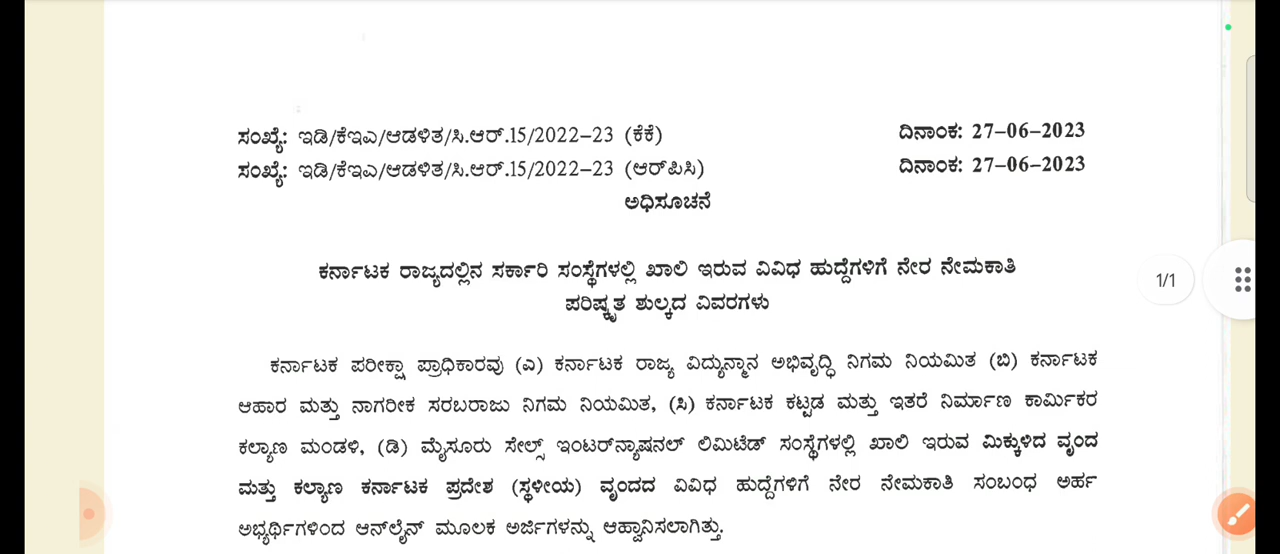 ಸಂಖ್ಯೆ: ಇಡಿ/ಕೆಇಎ/ಆಡಳಿತ/ಸಿ.ಆರ್.15/2022–23 (ಕೆಕೆ) ದಿನಾಂಕ: 27–06–2023
ಸಂಖ್ಯೆ: ಇಡಿ/ಕೆಇಎ/ಆಡಳಿತ/ಸಿ.ಆರ್.15/2022–23 (ಆರ್‌ಪಿಸಿ) ದಿನಾಂಕ: 27–06–2023
ಅಧಿಸೂಚನೆ
ಕರ್ನಾಟಕ ರಾಜ್ಯದಲ್ಲಿನ ಸರ್ಕಾರಿ ಸಂಸ್ಥೆಗಳಲ್ಲಿ ಖಾಲಿ ಇರುವ ವಿವಿಧ ಹುದ್ದೆಗಳಿಗೆ ನೇರ ನೇಮಕಾತಿ
ಪರಿಷ್ಕೃತ ಶುಲ್ಕದ ವಿವರಗಳು
1/1
ಕರ್ನಾಟಕ ಪರೀಕ್ಷಾ ಪ್ರಾಧಿಕಾರವು (ಎ) ಕರ್ನಾಟಕ ರಾಜ್ಯ ವಿದ್ಯುನ್ಮಾನ ಅಭಿವೃದ್ಧಿ ನಿಗಮ ನಿಯಮಿತ (ಬಿ) ಕರ್ನಾಟಕ
ಆಹಾರ ಮತ್ತು ನಾಗರೀಕ ಸರಬರಾಜು ನಿಗಮ ನಿಯಮಿತ, (ಸಿ) ಕರ್ನಾಟಕ ಕಟ್ಟಡ ಮತ್ತು ಇತರೆ ನಿರ್ಮಾಣ ಕಾರ್ಮಿಕರ
ಕಲ್ಯಾಣ ಮಂಡಳಿ, (ಡಿ) ಮೈಸೂರು ಸೇಲ್ಸ್ ಇಂಟರ್‌ನ್ಯಾಷನಲ್ ಲಿಮಿಟೆಡ್ ಸಂಸ್ಥೆಗಳಲ್ಲಿ ಖಾಲಿ ಇರುವ ಮಿಕ್ಕುಳಿದ ವೃಂದ
ಮತ್ತು ಕಲ್ಯಾಣ ಕರ್ನಾಟಕ ಪ್ರದೇಶ (ಸ್ಥಳೀಯ) ವೃಂದದ ವಿವಿಧ ಹುದ್ದೆಗಳಿಗೆ ನೇರ ನೇಮಕಾತಿ ಸಂಬಂಧ ಅರ್ಹ
ಅಭ್ಯರ್ಥಿಗಳಿಂದ ಆನ್‌ಲೈನ್ ಮೂಲಕ ಅರ್ಜಿಗಳನ್ನು ಆಹ್ವಾನಿಸಲಾಗಿತ್ತು.